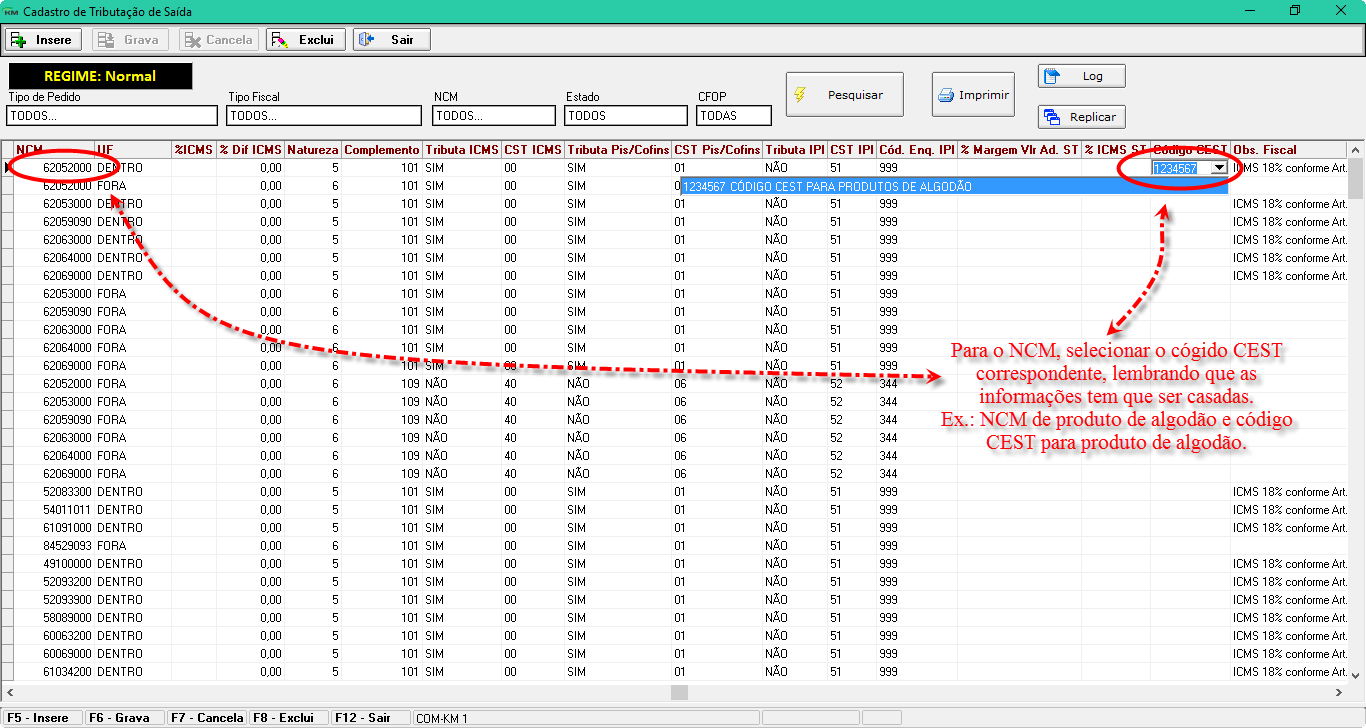 KM Cadastro de Tributação de Saída
Insere Grava Cancela Exclui Sair
REGIME: Normal
Tipo de Pedido Tipo Fiscal NCM Estado CFOP
TODOS... TODOS... TODOS... TODOS TODAS
Pesquisar Imprimir Log Replicar
NCM UF %ICMS % Dif ICMS Natureza Complemento Tributa ICMS CST ICMS Tributa Pis/Cofins CST Pis/Cofins Tributa IPI CST IPI Cód. Enq. IPI % Margem Vlr Ad. ST % ICMS ST Código CEST Obs. Fiscal
62052000 DENTRO 0,00 5 101 SIM 00 SIM 01 NÃO 51 999 1234567 ICMS 18% conforme Art.
62052000 FORA 0,00 6 101 SIM 00 SIM 0 1234567 CÓDIGO CEST PARA PRODUTOS DE ALGODÃO
62053000 DENTRO 0,00 5 101 SIM 00 SIM 01 NÃO 51 999 ICMS 18% conforme Art.
62059090 DENTRO 0,00 5 101 SIM 00 SIM 01 NÃO 51 999 ICMS 18% conforme Art.
62063000 DENTRO 0,00 5 101 SIM 00 SIM 01 NÃO 51 999 ICMS 18% conforme Art.
62064000 DENTRO 0,00 5 101 SIM 00 SIM 01 NÃO 51 999 ICMS 18% conforme Art.
62069000 DENTRO 0,00 5 101 SIM 00 SIM 01 NÃO 51 999 ICMS 18% conforme Art.
62053000 FORA 0,00 6 101 SIM 00 SIM 01 NÃO 51 999
62059090 FORA 0,00 6 101 SIM 00 SIM 01 NÃO 51 999
62063000 FORA 0,00 6 101 SIM 00 SIM 01 NÃO 51 999
62064000 FORA 0,00 6 101 SIM 00 SIM 01 NÃO 51 999
62069000 FORA 0,00 6 101 SIM 00 SIM 01 NÃO 51 999
62052000 FORA 0,00 6 109 NÃO 40 NÃO 06 NÃO 52 344
62053000 FORA 0,00 6 109 NÃO 40 NÃO 06 NÃO 52 344
62059090 FORA 0,00 6 109 NÃO 40 NÃO 06 NÃO 52 344
62063000 FORA 0,00 6 109 NÃO 40 NÃO 06 NÃO 52 344
62064000 FORA 0,00 6 109 NÃO 40 NÃO 06 NÃO 52 344
62069000 FORA 0,00 6 109 NÃO 40 NÃO 06 NÃO 52 344
52083300 DENTRO 0,00 5 101 SIM 00 SIM 01 NÃO 51 999 ICMS 18% conforme Art.
54011011 DENTRO 0,00 5 101 SIM 00 SIM 01 NÃO 51 999 ICMS 18% conforme Art.
61091000 DENTRO 0,00 5 101 SIM 00 SIM 01 NÃO 51 999 ICMS 18% conforme Art.
84529093 FORA 0,00 6 101 SIM 00 SIM 01 NÃO 51 999
49100000 DENTRO 0,00 5 101 SIM 00 SIM 01 NÃO 51 999 ICMS 18% conforme Art.
52093200 DENTRO 0,00 5 101 SIM 00 SIM 01 NÃO 51 999 ICMS 18% conforme Art.
52093900 DENTRO 0,00 5 101 SIM 00 SIM 01 NÃO 51 999 ICMS 18% conforme Art.
58089000 DENTRO 0,00 5 101 SIM 00 SIM 01 NÃO 51 999 ICMS 18% conforme Art.
60063200 DENTRO 0,00 5 101 SIM 00 SIM 01 NÃO 51 999 ICMS 18% conforme Art.
60069000 DENTRO 0,00 5 101 SIM 00 SIM 01 NÃO 51 999 ICMS 18% conforme Art.
61034200 DENTRO 0,00 5 101 SIM 00 SIM 01 NÃO 51 999 ICMS 18% conforme Art.
Para o NCM, selecionar o cógido CEST
correspondente, lembrando que as
informações tem que ser casadas.
Ex.: NCM de produto de algodão e código
CEST para produto de algodão.
F5 - Insere F6 - Grava F7 - Cancela F8 - Exclui F12 - Sair COM-KM 1